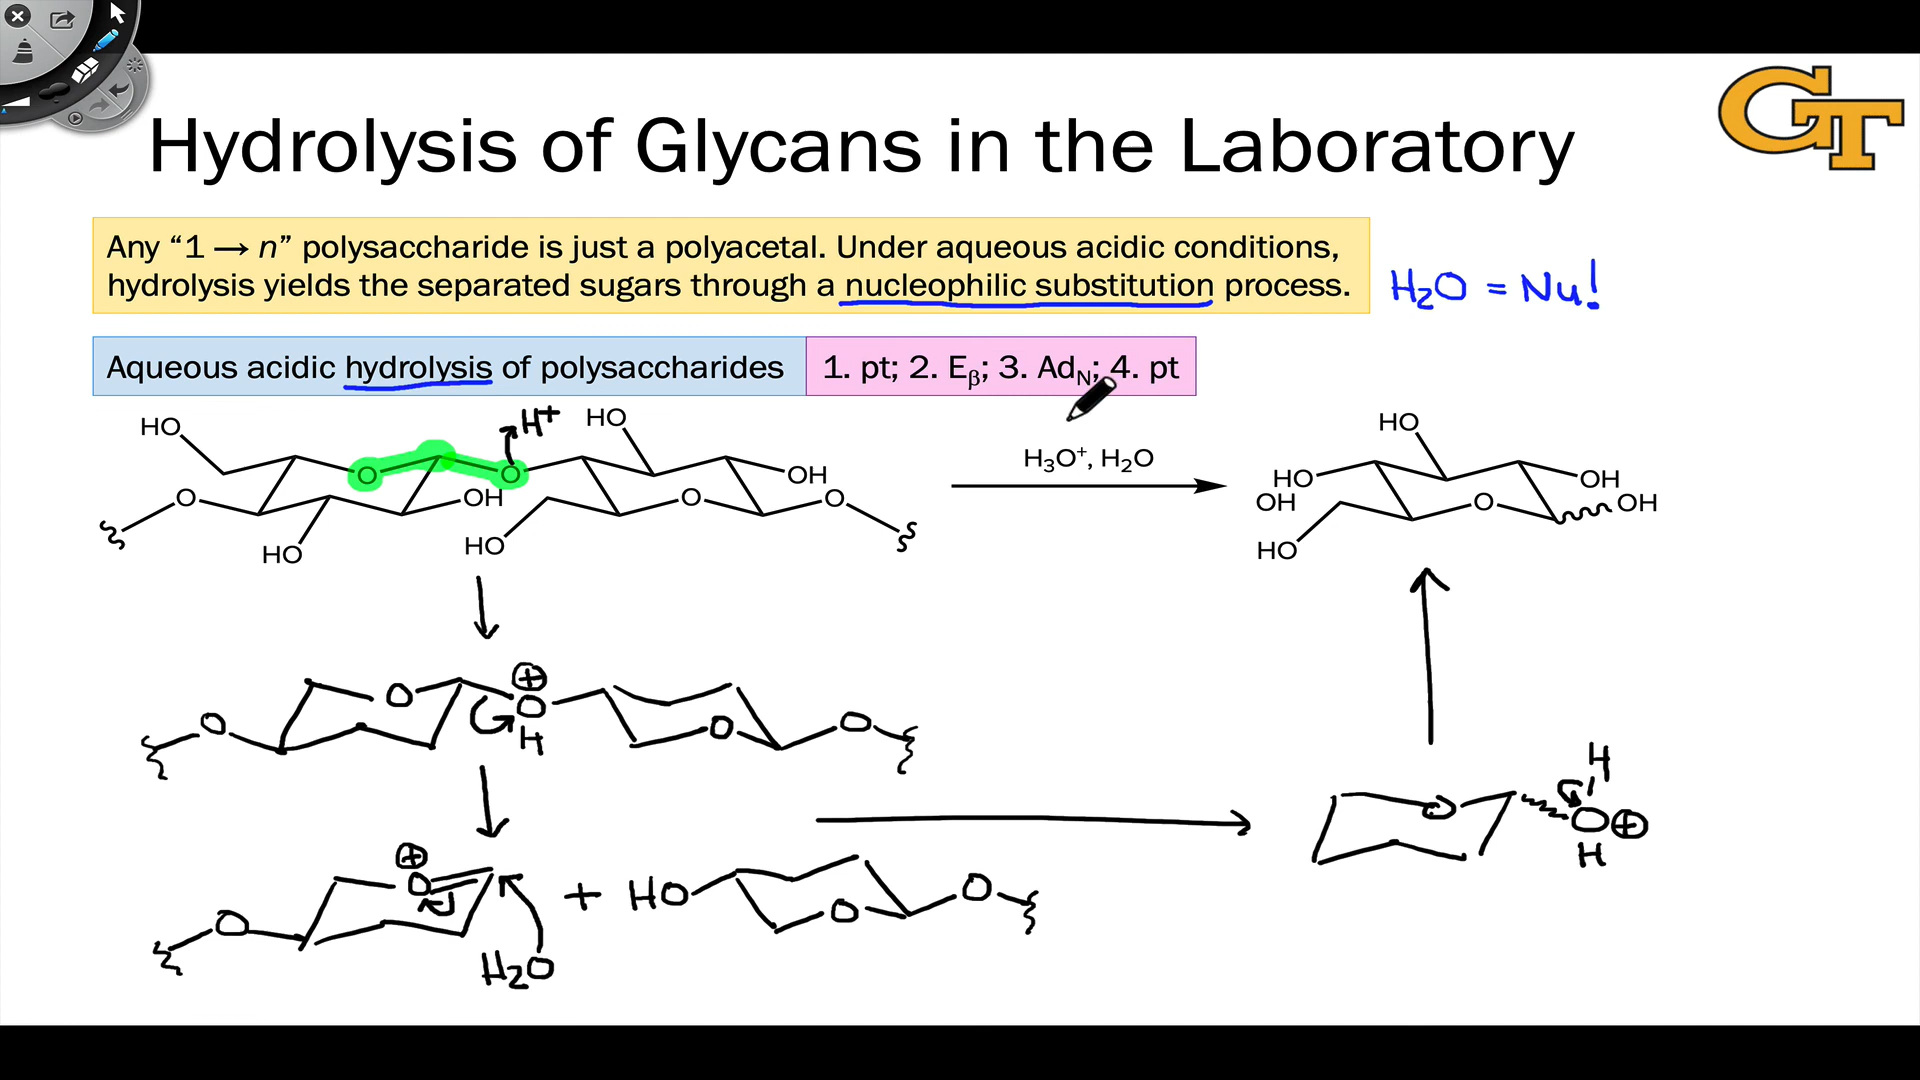 GT
Hydrolysis of Glycans in the Laboratory
Any “1 → n” polysaccharide is just a polyacetal. Under aqueous acidic conditions,
hydrolysis yields the separated sugars through a nucleophilic substitution process.
H₂O = Nu!
Aqueous acidic hydrolysis of polysaccharides
1. pt; 2. Eβ; 3. AdN; 4. pt
HO O HO O O H+ OH HO HO O OH O
H₃O⁺, H₂O
HO HO OH HO O OH OH
O O ⊕ O H O O
O ⊕ O H₂O + HO O O
O H O ⊕ H